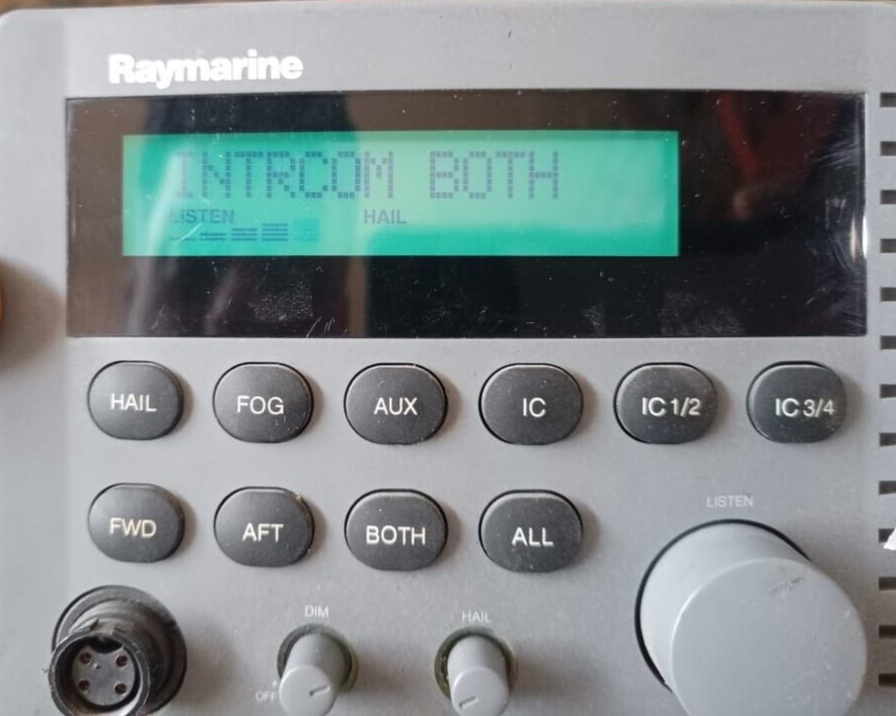 Raymarine
INTRCOM BOTH
LISTEN HAIL
HAIL FOG AUX IC IC 1/2 IC 3/4
FWD AFT BOTH ALL
LISTEN
DIM HAIL
OFF